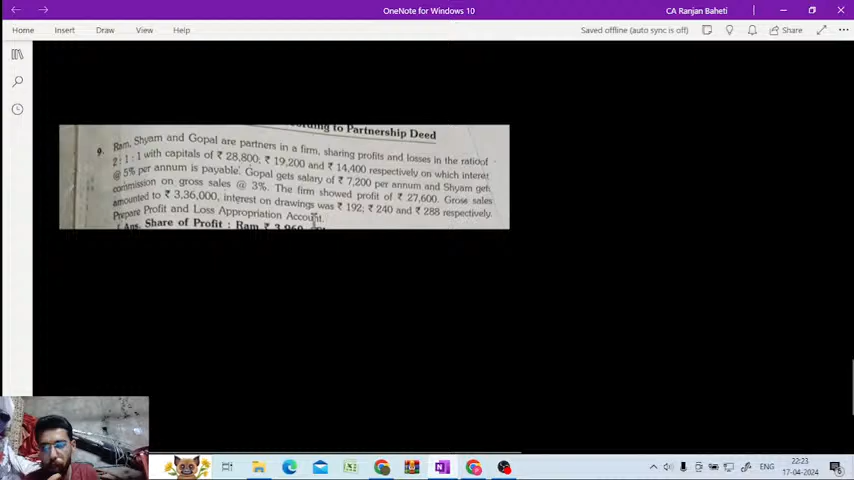 OneNote for Windows 10
CA Ranjan Baheti
Home Insert Draw View Help
Saved offline (auto sync is off)
Share
according to Partnership Deed
9. Ram, Shyam and Gopal are partners in a firm, sharing profits and losses in the ratio of
2 : 1 : 1 with capitals of ₹ 28,800; ₹ 19,200 and ₹ 14,400 respectively on which interest
@ 5% per annum is payable. Gopal gets salary of ₹ 7,200 per annum and Shyam gets
commission on gross sales @ 3%. The firm showed profit of ₹ 27,600. Gross sales
amounted to ₹ 3,36,000, interest on drawings was ₹ 192; ₹ 240 and ₹ 288 respectively.
Prepare Profit and Loss Appropriation Account.
[Ans. Share of Profit : Ram ₹ 3,960
ENG
22:23
17-04-2024